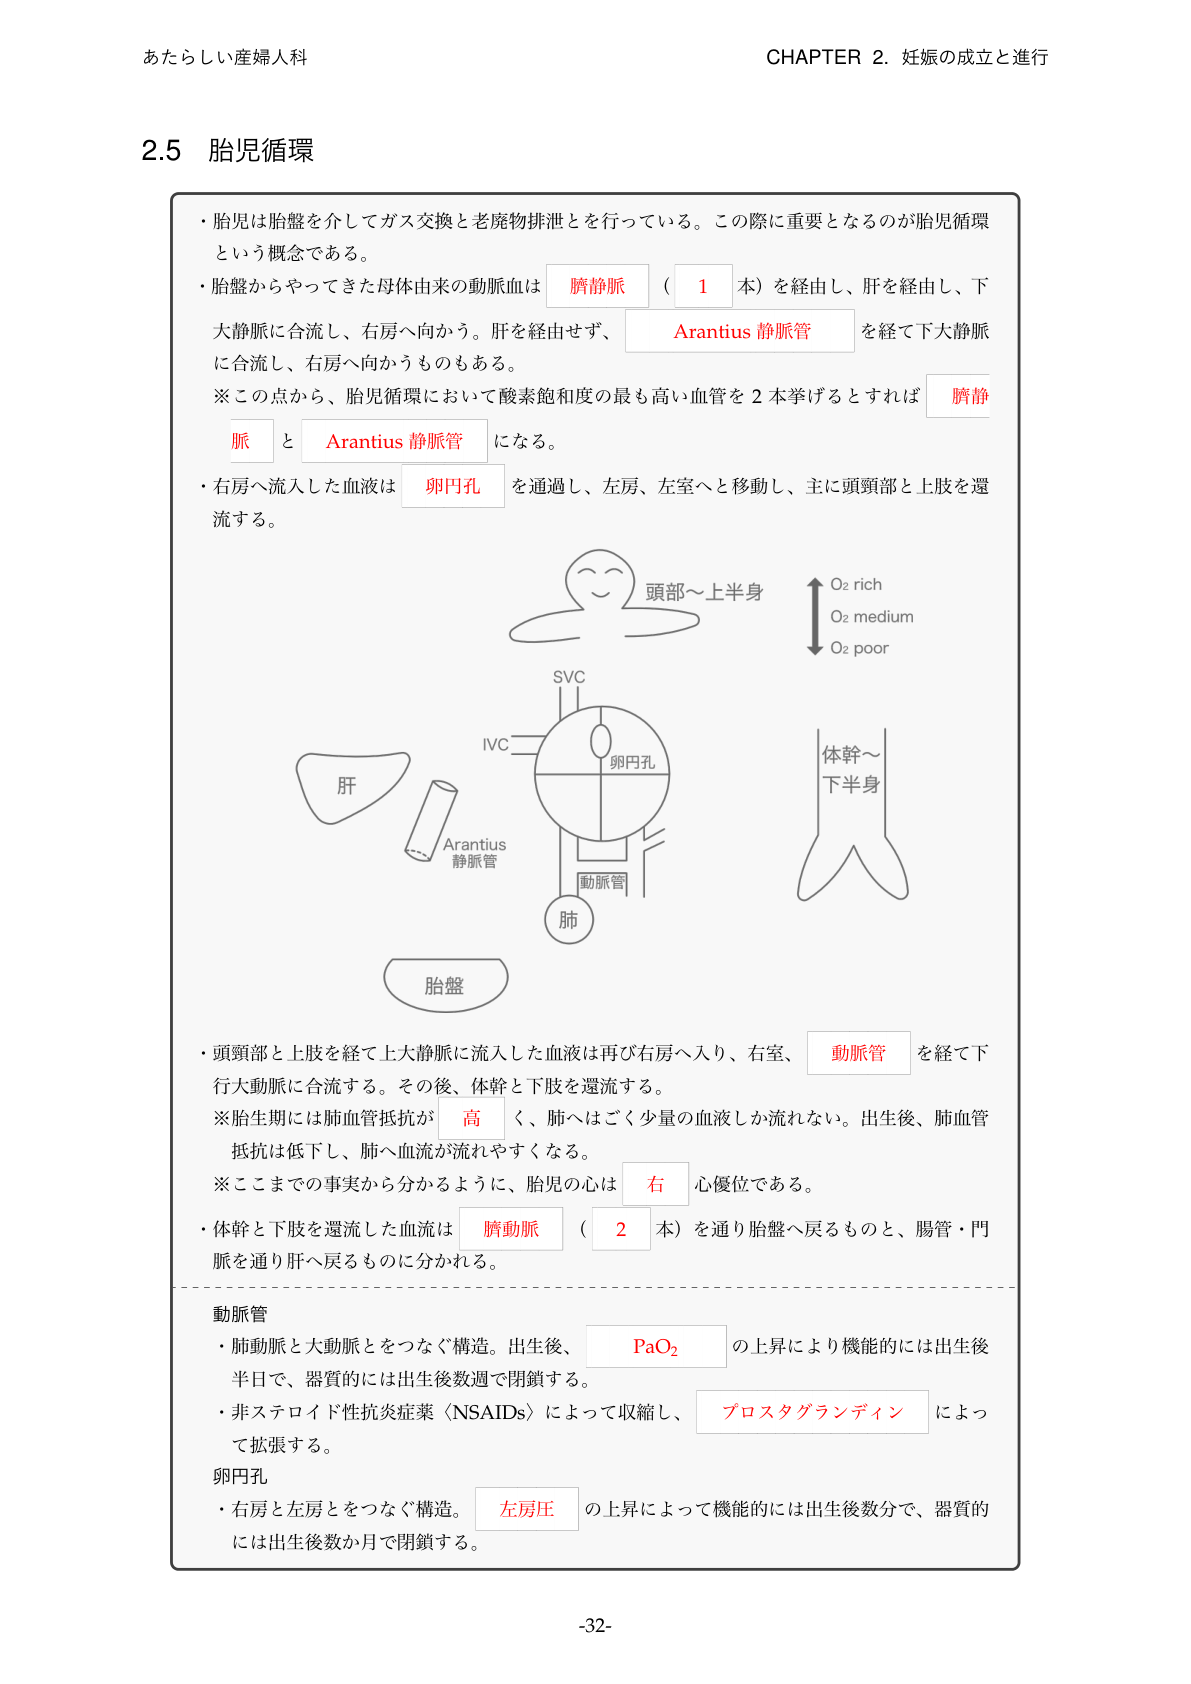 あたらしい産婦人科 CHAPTER 2. 妊娠の成立と進行
2.5 胎児循環
・胎児は胎盤を介してガス交換と老廃物排泄とを行っている。この際に重要となるのが胎児循環
という概念である。
・胎盤からやってきた母体由来の動脈血は 臍静脈 （ 1 本）を経由し、肝を経由し、下
大静脈に合流し、右房へ向かう。肝を経由せず、 Arantius 静脈管 を経て下大静脈
に合流し、右房へ向かうものもある。
※この点から、胎児循環において酸素飽和度の最も高い血管を 2 本挙げるとすれば 臍静
脈 と Arantius 静脈管 になる。
・右房へ流入した血液は 卵円孔 を通過し、左房、左室へと移動し、主に頭頸部と上肢を還
流する。
頭部〜上半身
O₂ rich
O₂ medium
O₂ poor
SVC
IVC
卵円孔
体幹〜
下半身
肝
Arantius
静脈管
動脈管
肺
胎盤
・頭頸部と上肢を経て上大静脈に流入した血液は再び右房へ入り、右室、 動脈管 を経て下
行大動脈に合流する。その後、体幹と下肢を還流する。
※胎生期には肺血管抵抗が 高 く、肺へはごく少量の血液しか流れない。出生後、肺血管
抵抗は低下し、肺へ血流が流れやすくなる。
※ここまでの事実から分かるように、胎児の心は 右 心優位である。
・体幹と下肢を還流した血流は 臍動脈 （ 2 本）を通り胎盤へ戻るものと、腸管・門
脈を通り肝へ戻るものに分かれる。
動脈管
・肺動脈と大動脈とをつなぐ構造。出生後、 PaO₂ の上昇により機能的には出生後
半日で、器質的には出生後数週で閉鎖する。
・非ステロイド性抗炎症薬〈NSAIDs〉によって収縮し、 プロスタグランディン によっ
て拡張する。
卵円孔
・右房と左房とをつなぐ構造。 左房圧 の上昇によって機能的には出生後数分で、器質的
には出生後数か月で閉鎖する。
-32-